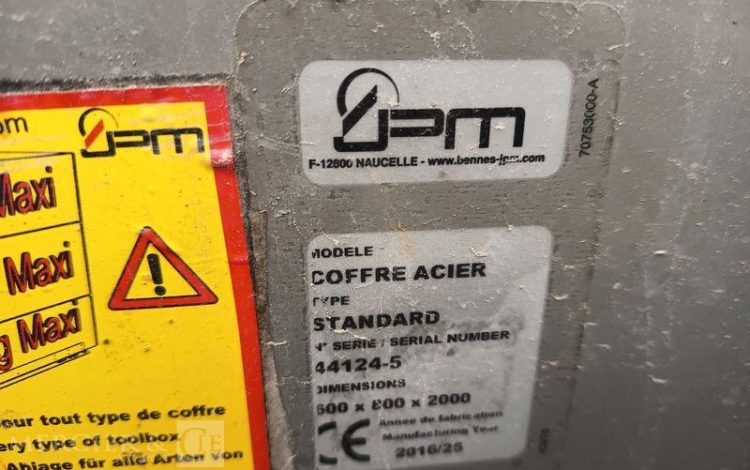 om
JPM
Maxi
Maxi
g Maxi
our tout type de coffre
ery type of toolbox
Ablage für alle Arten von
JPM
F-12800 NAUCELLE - www.bennes-jpm.com
70753000-A
MODELE
COFFRE ACIER
TYPE
STANDARD
N° SERIE / SERIAL NUMBER
44124-5
DIMENSIONS
600 x 800 x 2000
CE
Année de fabrication
Manufacturing Year
2016/25